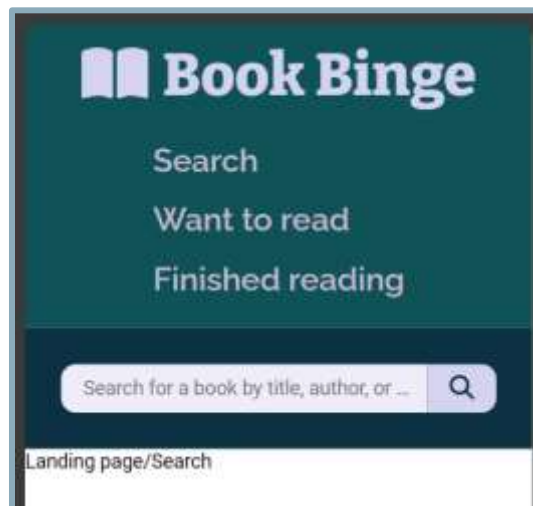 Book Binge
Search
Want to read
Finished reading
Search for a book by title, author, or ...
Landing page/Search